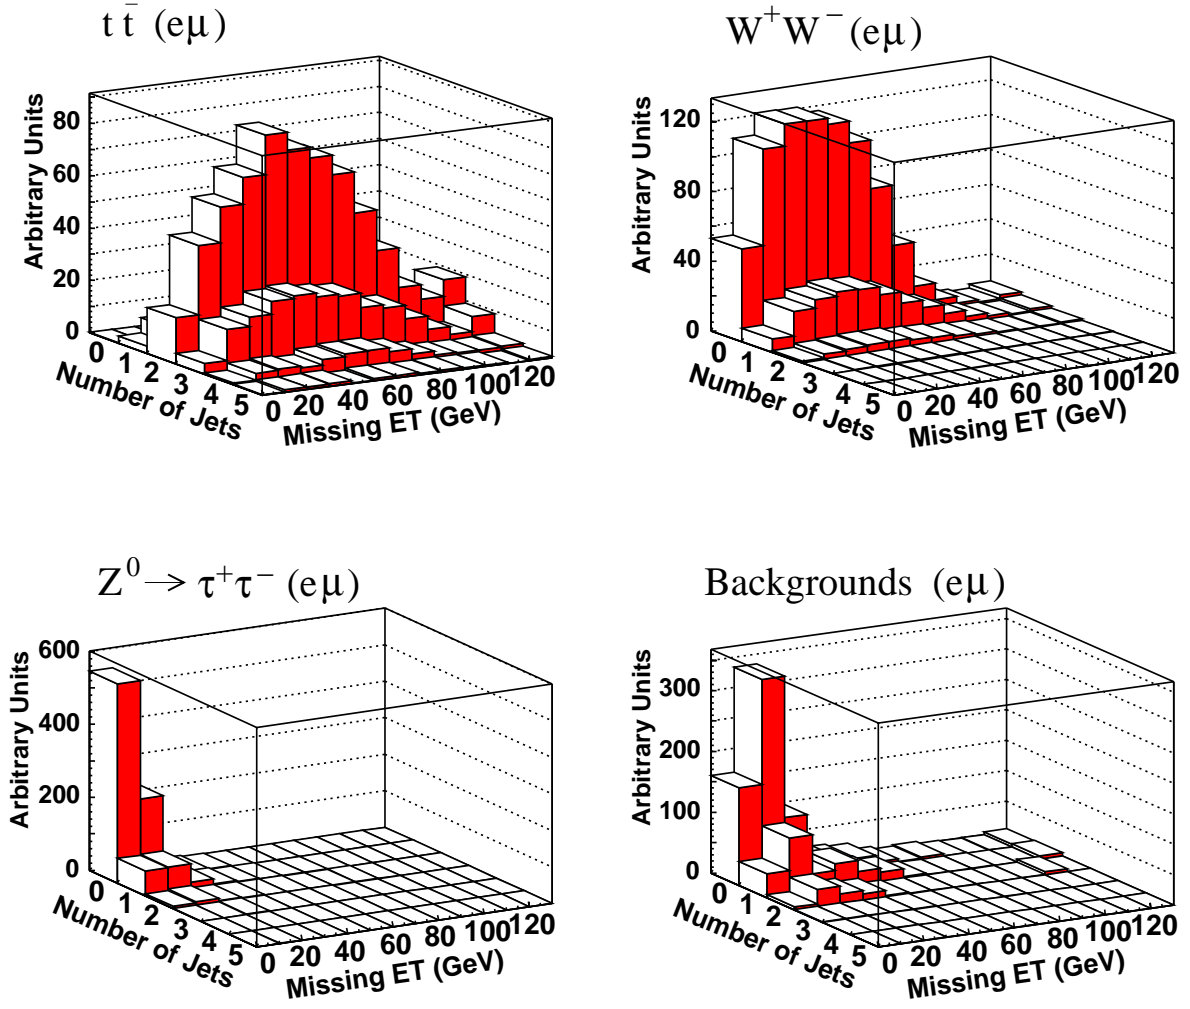 t t̄ (eμ)
Arbitrary Units
80
60
40
20
0
0 1 2 3 4 5
Number of Jets
0 20 40 60 80 100 120
Missing ET (GeV)
W⁺W⁻ (eμ)
Arbitrary Units
120
80
40
0
0 1 2 3 4 5
Number of Jets
0 20 40 60 80 100 120
Missing ET (GeV)
Z⁰→ τ⁺τ⁻ (eμ)
Arbitrary Units
600
400
200
0
0 1 2 3 4 5
Number of Jets
0 20 40 60 80 100 120
Missing ET (GeV)
Backgrounds (eμ)
Arbitrary Units
300
200
100
0
0 1 2 3 4 5
Number of Jets
0 20 40 60 80 100 120
Missing ET (GeV)